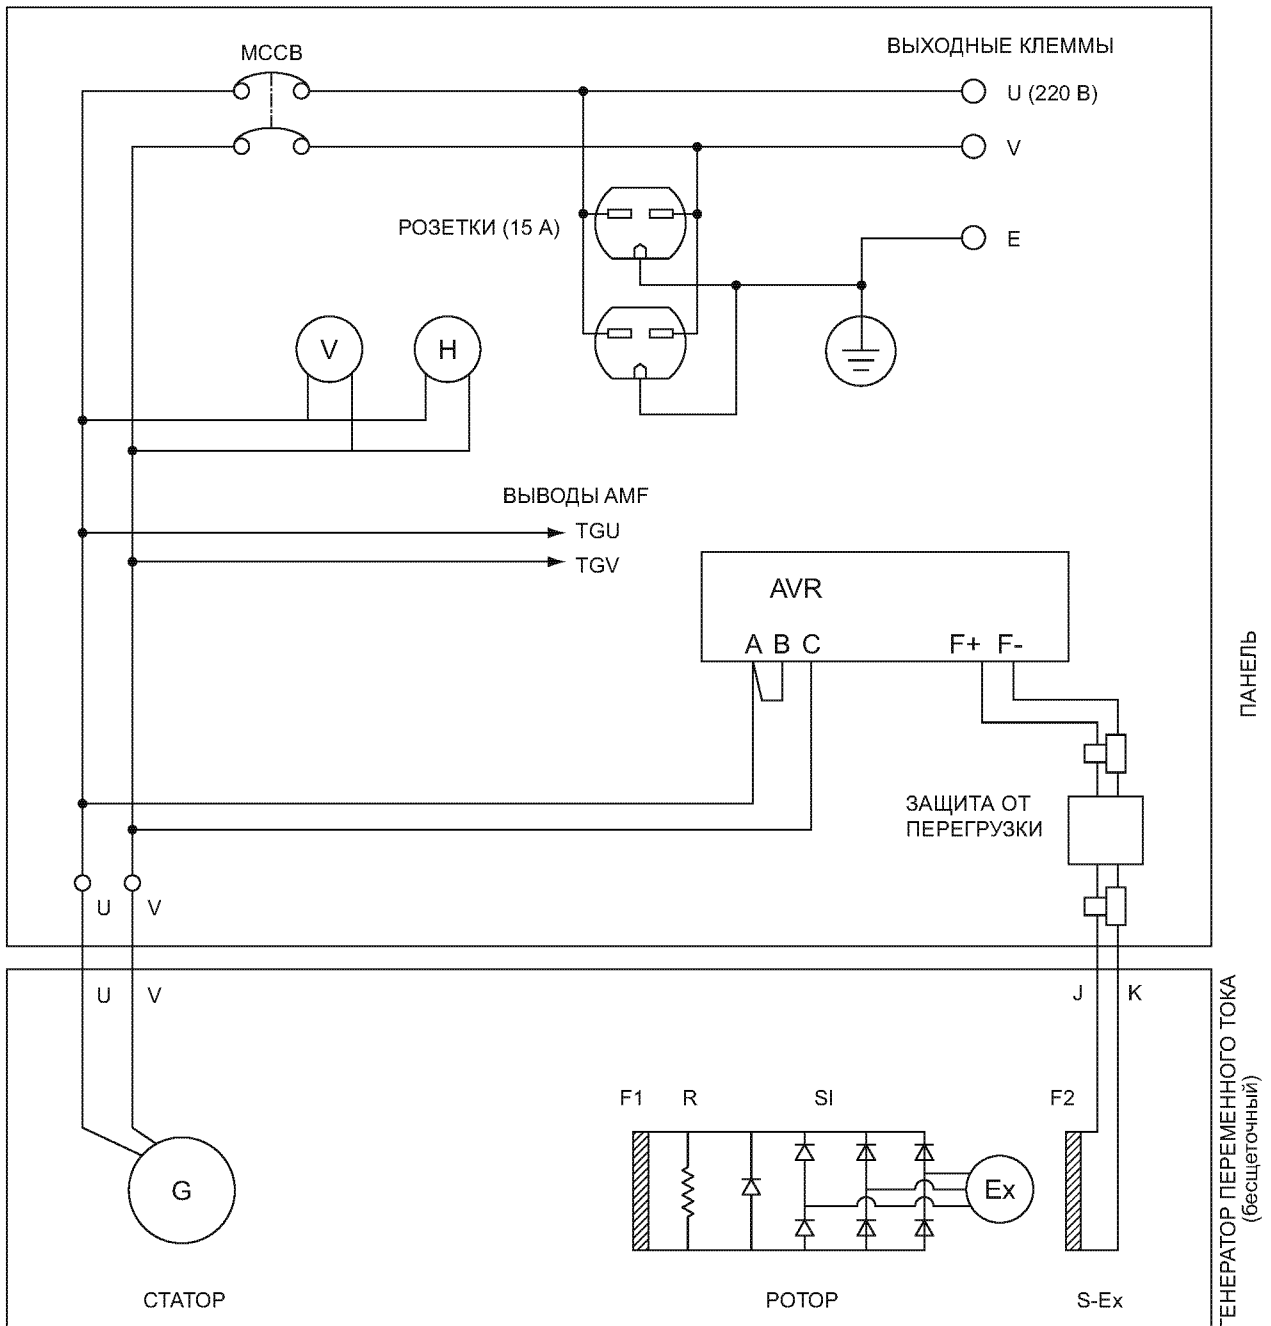 MCCB
ВЫХОДНЫЕ КЛЕММЫ
U (220 В)
V
РОЗЕТКИ (15 А)
E
V
H
ВЫВОДЫ AMF
TGU
TGV
AVR
A B C
F+ F-
ПАНЕЛЬ
ЗАЩИТА ОТ
ПЕРЕГРУЗКИ
U
V
U
V
J
K
F1
R
SI
F2
G
Ex
СТАТОР
РОТОР
S-Ex
ГЕНЕРАТОР ПЕРЕМЕННОГО ТОКА
(бесщеточный)